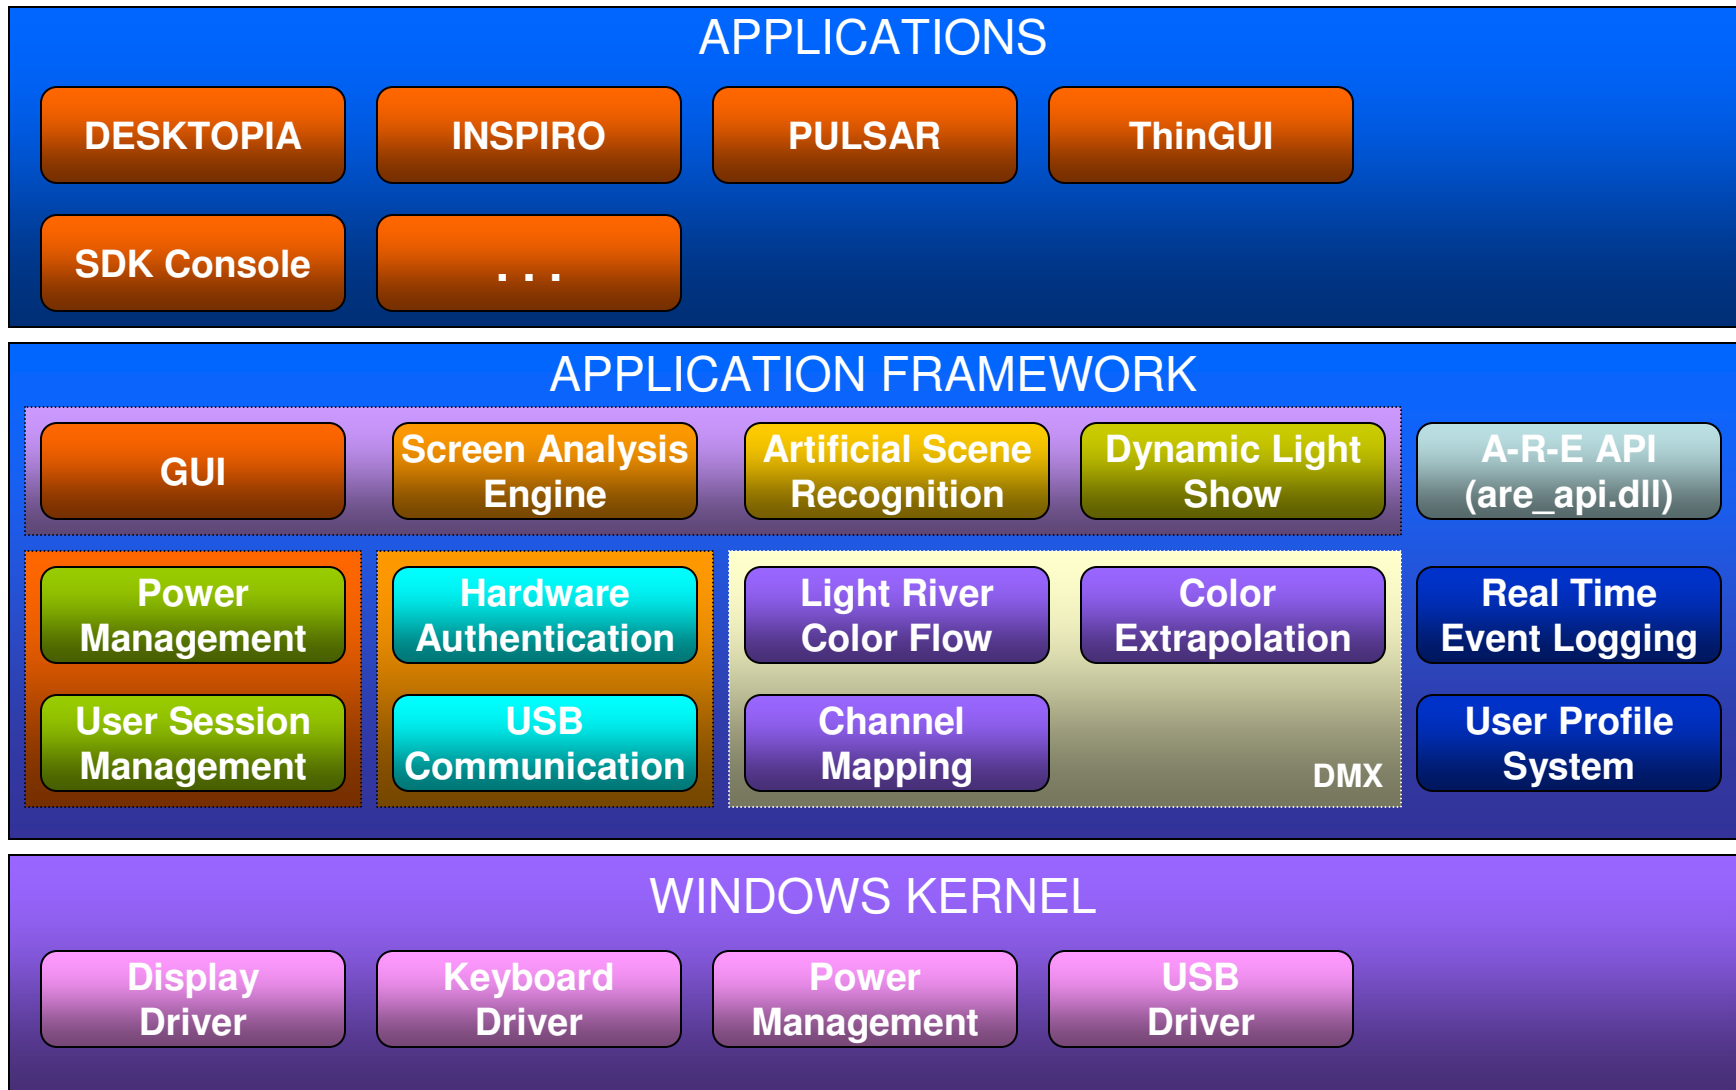 APPLICATIONS
DESKTOPIA
INSPIRO
PULSAR
ThinGUI
SDK Console
. . .
APPLICATION FRAMEWORK
GUI
Screen Analysis
Engine
Artificial Scene
Recognition
Dynamic Light
Show
A-R-E API
(are_api.dll)
Power
Management
Hardware
Authentication
Light River
Color Flow
Color
Extrapolation
Real Time
Event Logging
User Session
Management
USB
Communication
Channel
Mapping
DMX
User Profile
System
WINDOWS KERNEL
Display
Driver
Keyboard
Driver
Power
Management
USB
Driver